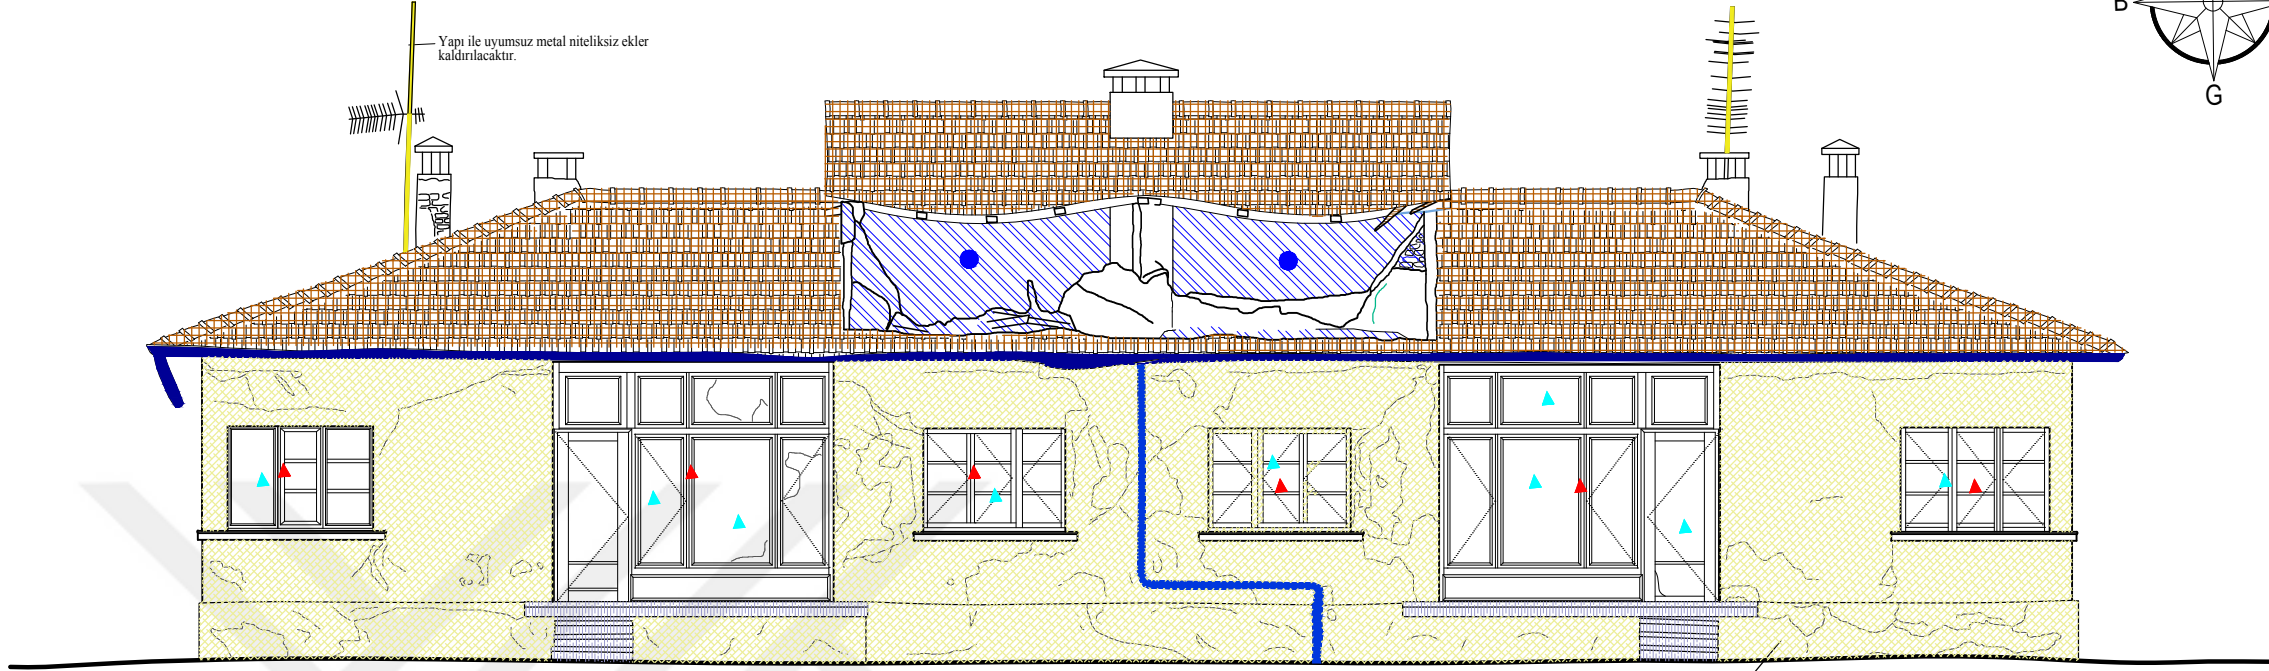 Yapı ile uyumsuz metal niteliksiz ekler
kaldırılacaktır.
B
G